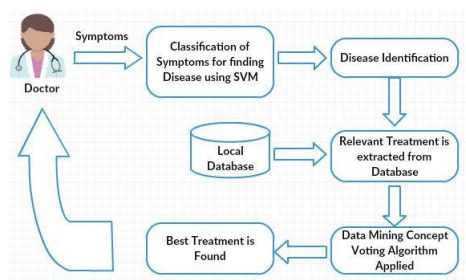 Symptoms
Doctor
Classification of
Symptoms for finding
Disease using SVM
Disease Identification
Local
Database
Relevant Treatment is
extracted from
Database
Data Mining Concept
Voting Algorithm
Applied
Best Treatment is
Found